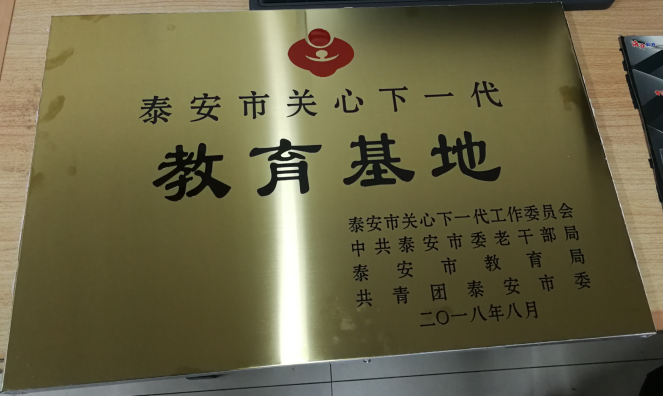 泰安市关心下一代
教育基地
泰安市关心下一代工作委员会
中共泰安市委老干部局
泰安市教育局
共青团泰安市委
二〇一八年八月